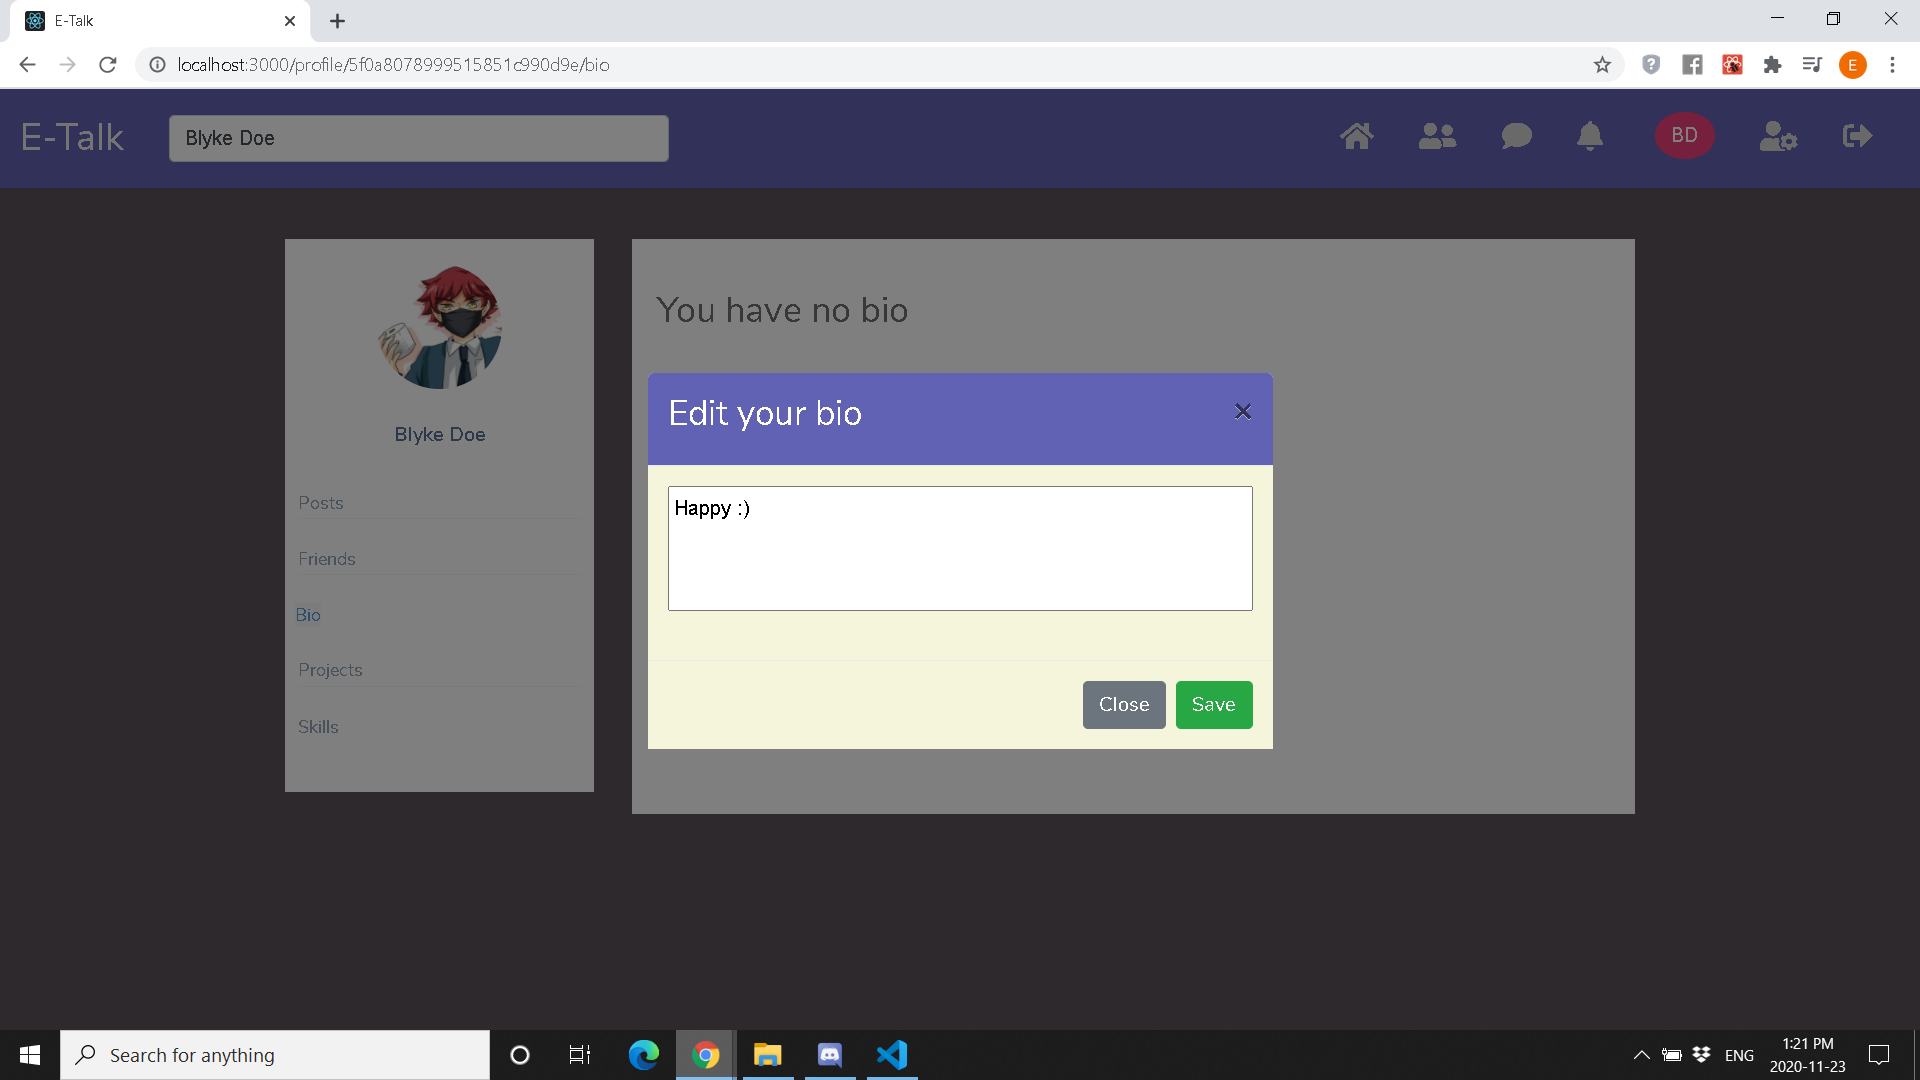 E-Talk
localhost:3000/profile/5f0a8078999515851c990d9e/bio
E
E-Talk
Blyke Doe
BD
Blyke Doe
Posts
Friends
Bio
Projects
Skills
You have no bio
Edit your bio
×
Happy :)
Close
Save
Search for anything
ENG
1:21 PM
2020-11-23